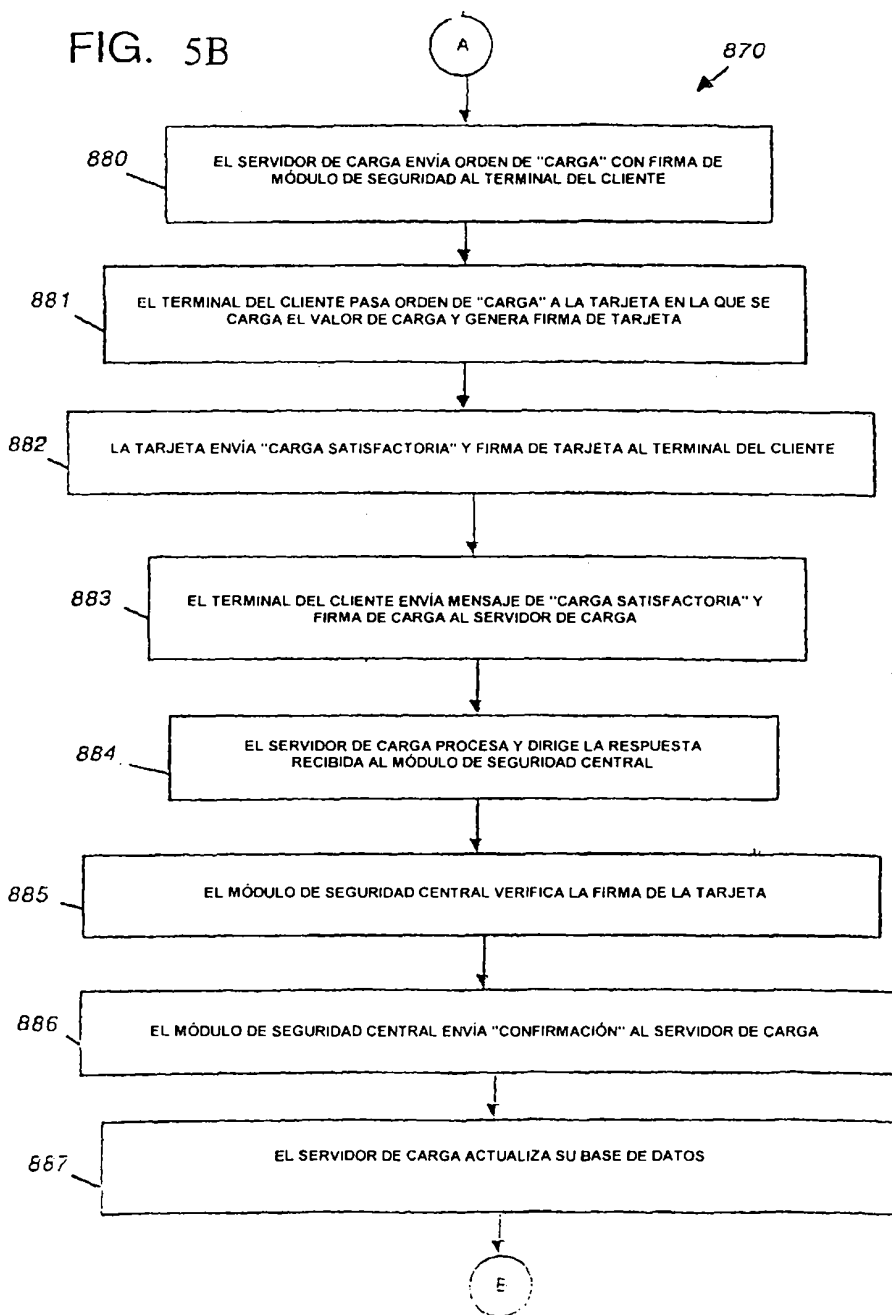 FIG. 5B
A
870
880
EL SERVIDOR DE CARGA ENVÍA ORDEN DE "CARGA" CON FIRMA DE
MÓDULO DE SEGURIDAD AL TERMINAL DEL CLIENTE
881
EL TERMINAL DEL CLIENTE PASA ORDEN DE "CARGA" A LA TARJETA EN LA QUE SE
CARGA EL VALOR DE CARGA Y GENERA FIRMA DE TARJETA
882
LA TARJETA ENVÍA "CARGA SATISFACTORIA" Y FIRMA DE TARJETA AL TERMINAL DEL CLIENTE
883
EL TERMINAL DEL CLIENTE ENVÍA MENSAJE DE "CARGA SATISFACTORIA" Y
FIRMA DE CARGA AL SERVIDOR DE CARGA
884
EL SERVIDOR DE CARGA PROCESA Y DIRIGE LA RESPUESTA
RECIBIDA AL MÓDULO DE SEGURIDAD CENTRAL
885
EL MÓDULO DE SEGURIDAD CENTRAL VERIFICA LA FIRMA DE LA TARJETA
886
EL MÓDULO DE SEGURIDAD CENTRAL ENVÍA "CONFIRMACIÓN" AL SERVIDOR DE CARGA
887
EL SERVIDOR DE CARGA ACTUALIZA SU BASE DE DATOS
B